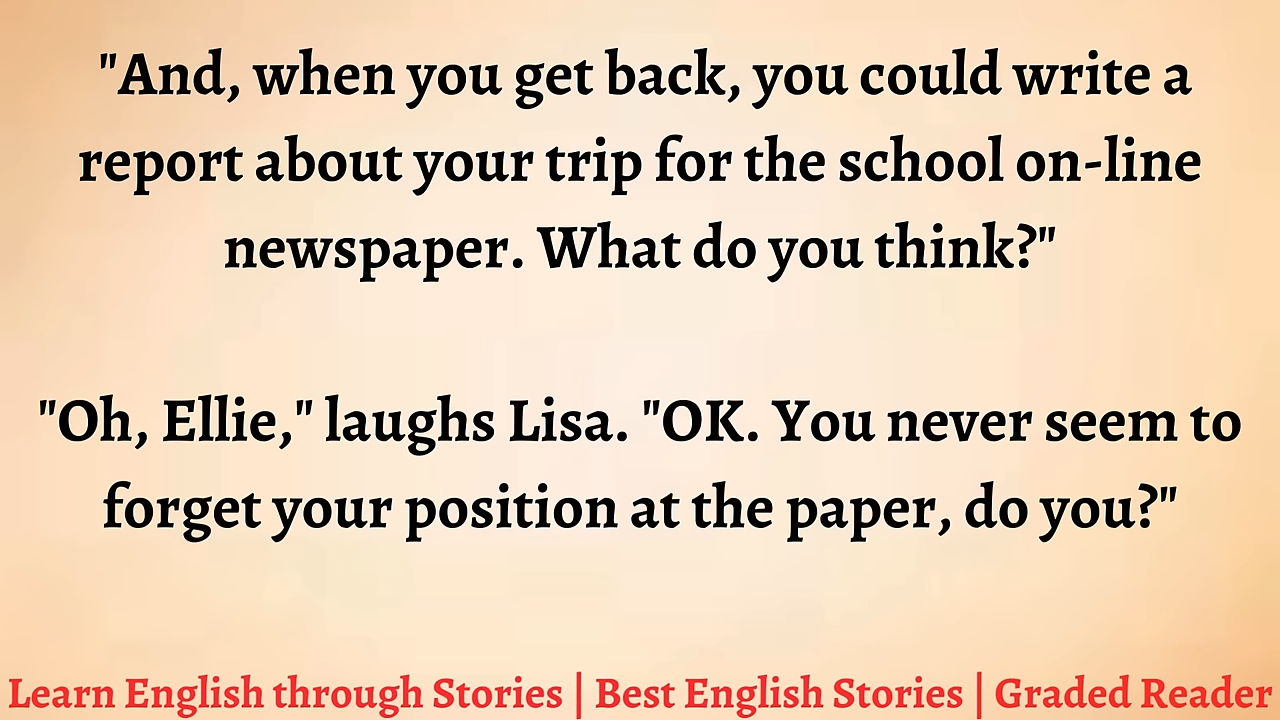 "And, when you get back, you could write a
report about your trip for the school on-line
newspaper. What do you think?"
"Oh, Ellie," laughs Lisa. "OK. You never seem to
forget your position at the paper, do you?"
Learn English through Stories | Best English Stories | Graded Reader